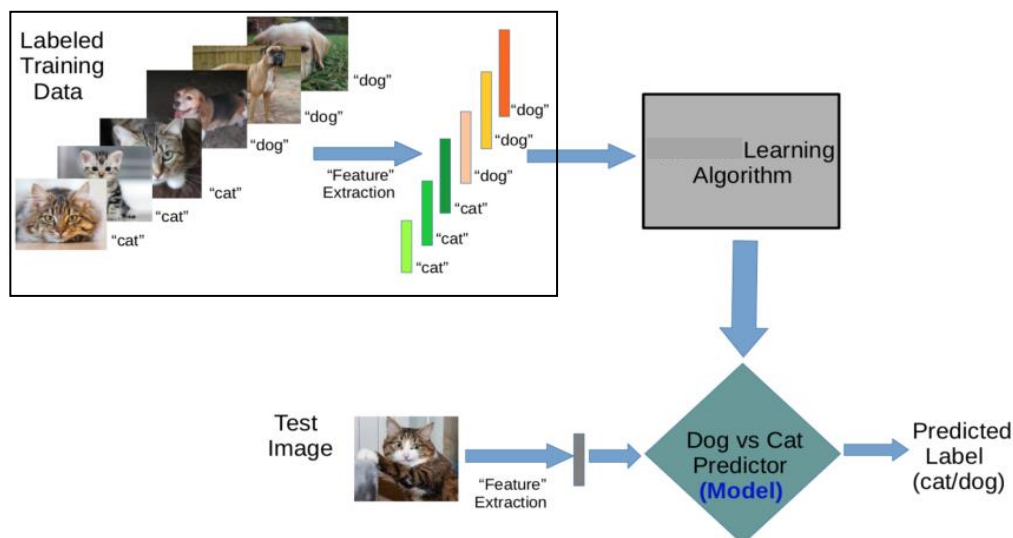 Labeled
Training
Data
“dog”
“dog”
“dog”
“cat”
“cat”
“cat”
“Feature”
Extraction
“dog”
“dog”
“dog”
“cat”
“cat”
“cat”
Learning
Algorithm
Test
Image
“Feature”
Extraction
Dog vs Cat
Predictor
(Model)
Predicted
Label
(cat/dog)